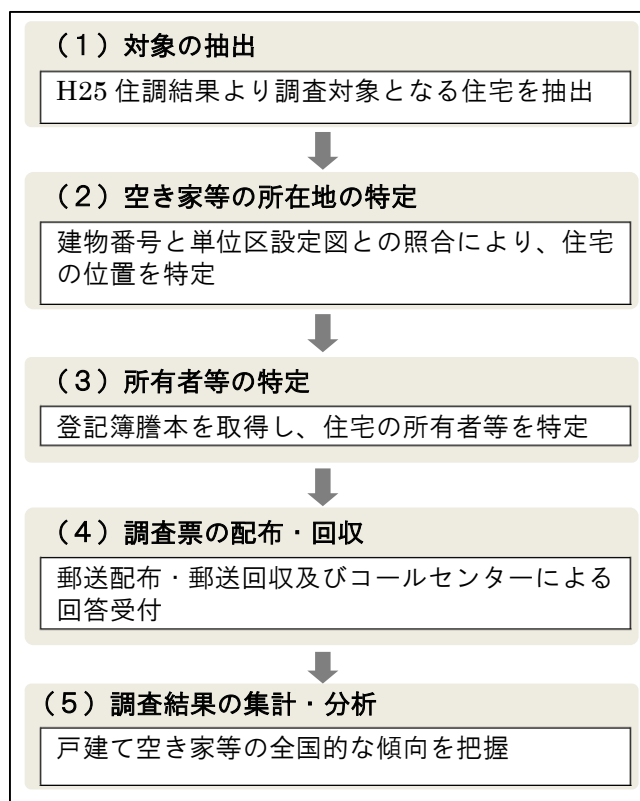 (1)対象の抽出
H25 住調結果より調査対象となる住宅を抽出
(2)空き家等の所在地の特定
建物番号と単位区設定図との照合により、住宅
の位置を特定
(3)所有者等の特定
登記簿謄本を取得し、住宅の所有者等を特定
(4)調査票の配布・回収
郵送配布・郵送回収及びコールセンターによる
回答受付
(5)調査結果の集計・分析
戸建て空き家等の全国的な傾向を把握